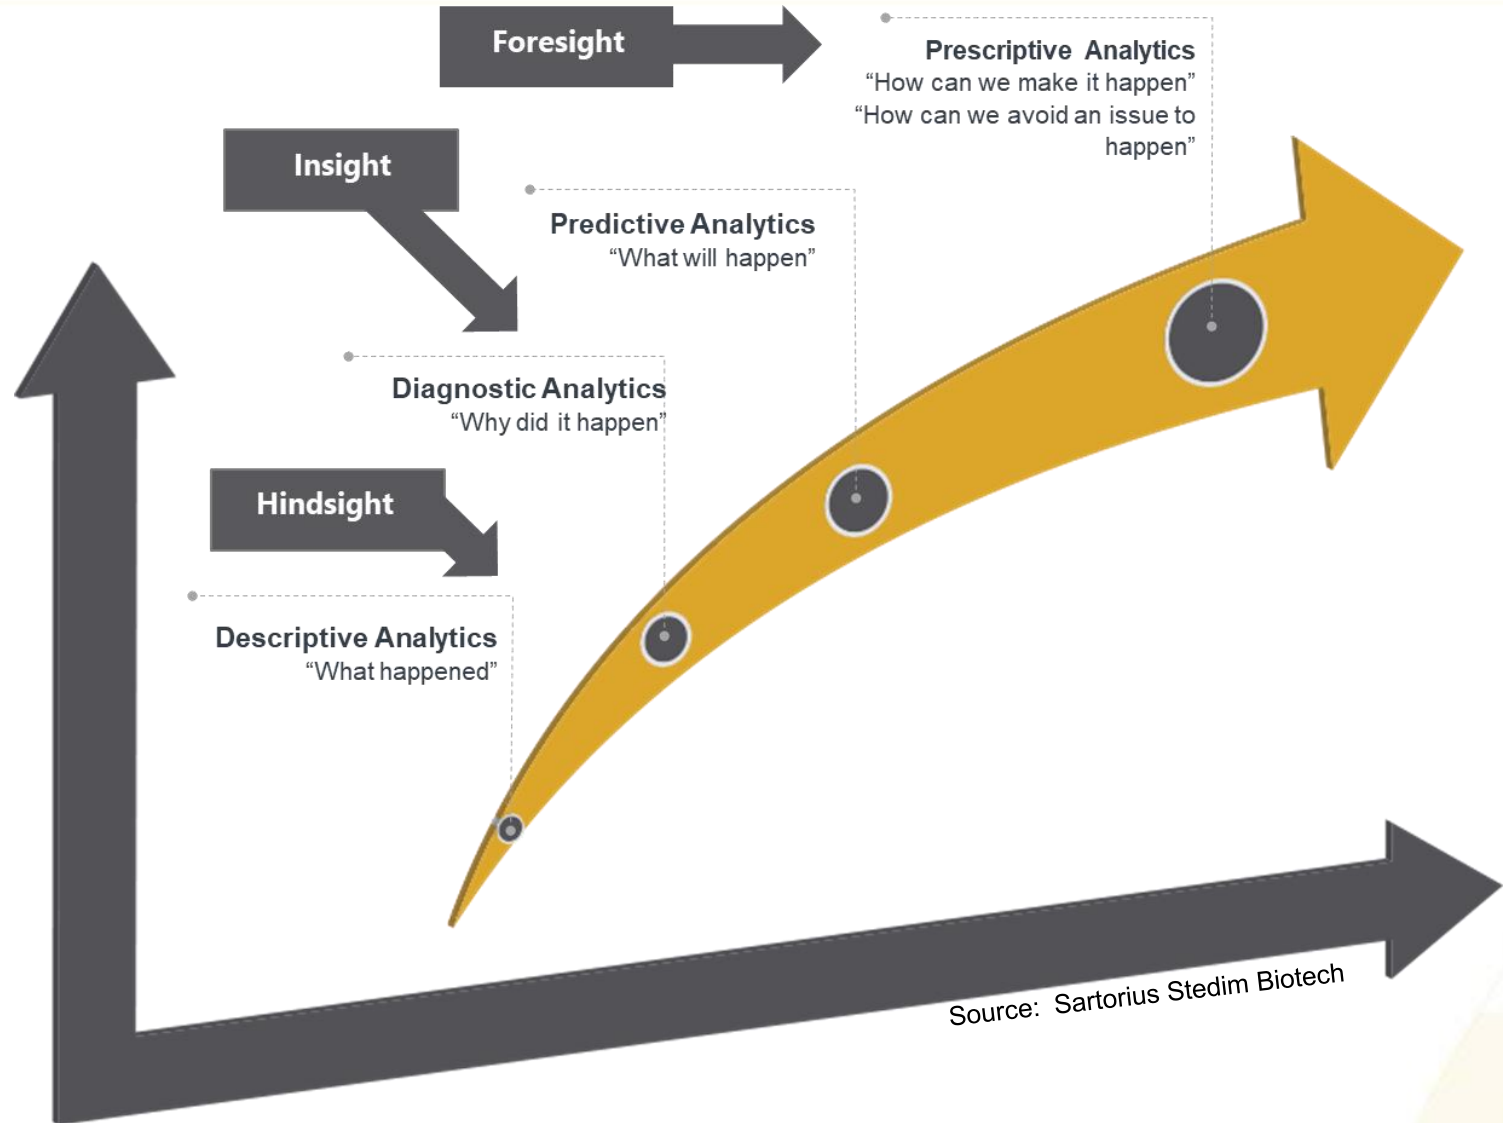 Foresight
Prescriptive Analytics
“How can we make it happen”
“How can we avoid an issue to
happen”
Insight
Predictive Analytics
“What will happen”
Diagnostic Analytics
“Why did it happen”
Hindsight
Descriptive Analytics
“What happened”
Source: Sartorius Stedim Biotech